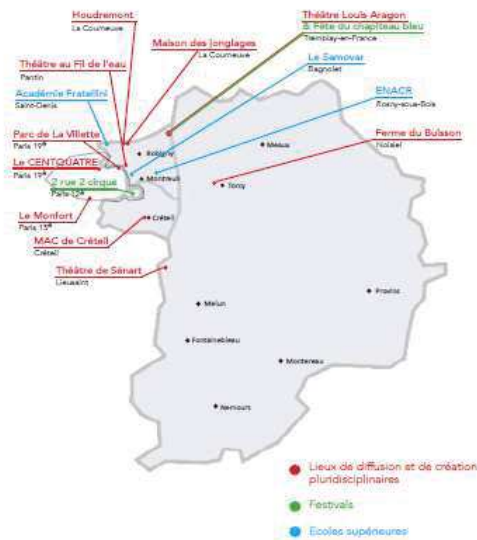 Houdremont
La Courneuve
Théâtre Louis Aragon
& Fête du chapiteau bleu
Tremblay-en-France
Maison des Jonglages
La Courneuve
Le Samovar
Bagnolet
Théâtre au Fil de l'eau
Pantin
Académie Fratellini
Saint-Denis
ENACR
Rosny-sous-Bois
Parc de La Villette
Paris 19e
Bobigny
Meaux
Ferme du Buisson
Noisiel
Le CENTQUATRE
Paris 19e
Montreuil
Torcy
2 rue 2 cirque
Paris 12e
Le Monfort
Paris 15e
Créteil
MAC de Créteil
Créteil
Théâtre de Sénart
Lieusaint
Provins
Melun
Fontainebleau
Montereau
Nemours
Lieux de diffusion et de création
pluridisciplinaires
Festivals
Ecoles supérieures